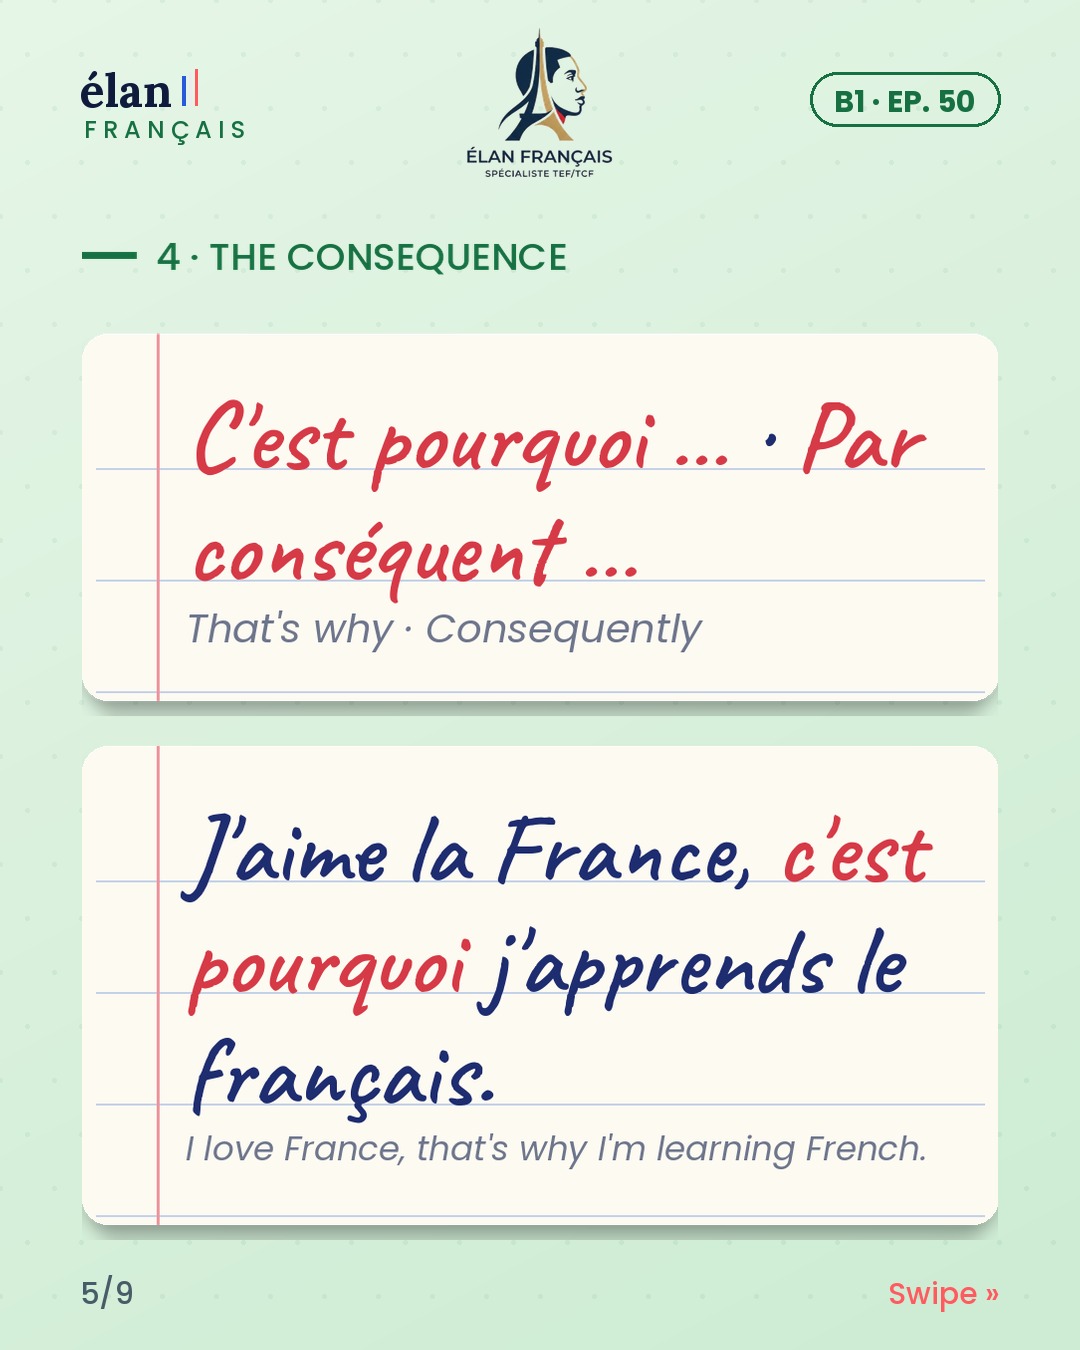 élan
FRANÇAIS
ÉLAN FRANÇAIS
SPÉCIALISTE TEF/TCF
B1 · EP. 50
4 · THE CONSEQUENCE
C'est pourquoi ... · Par
conséquent ...
That's why · Consequently
J'aime la France, c'est
pourquoi j'apprends le
français.
I love France, that's why I'm learning French.
5/9
Swipe »